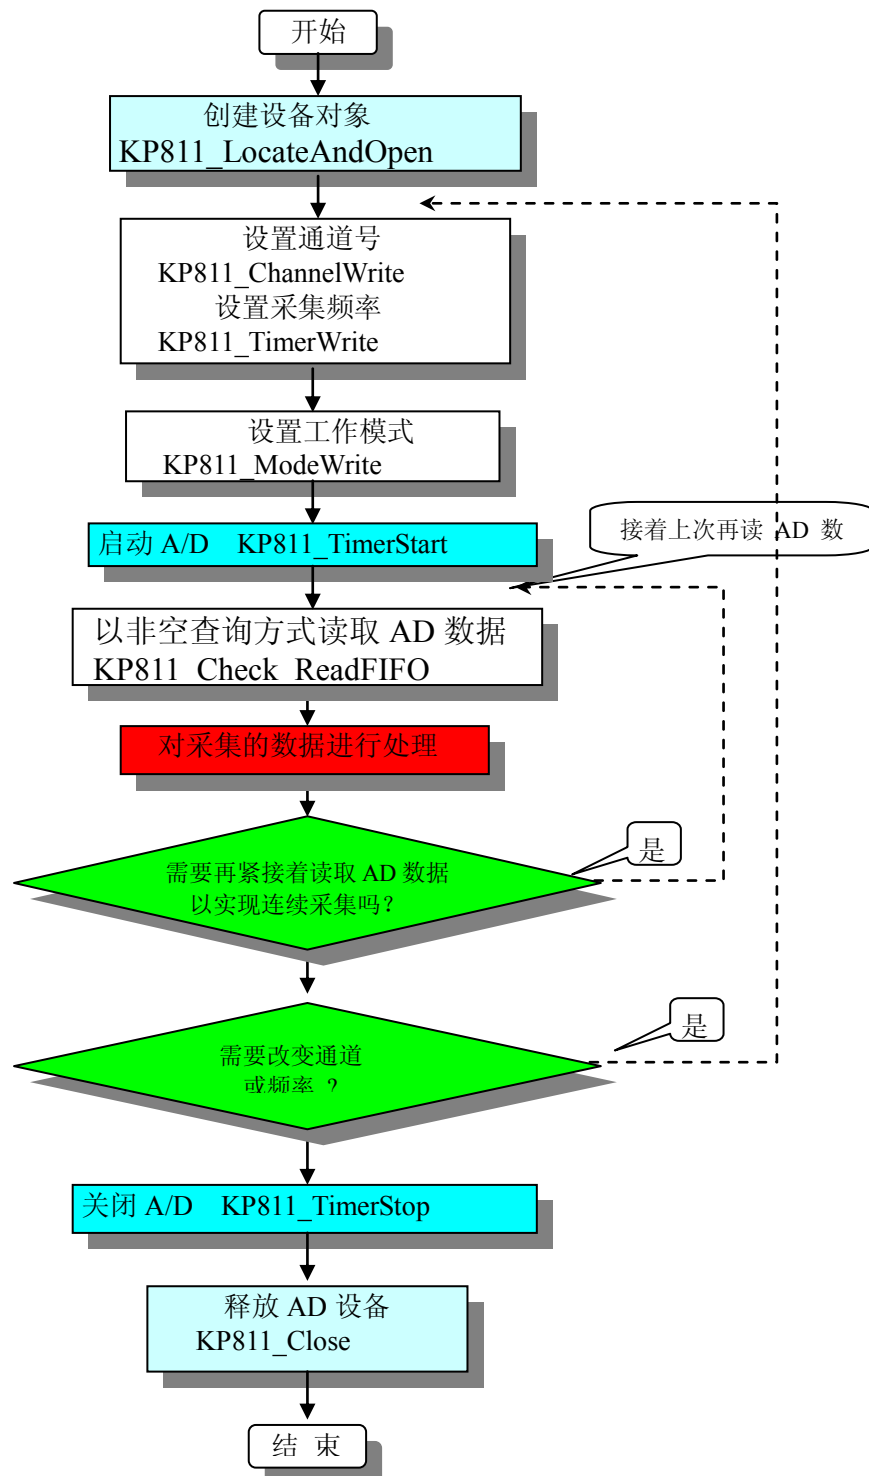 开始
创建设备对象
KP811_LocateAndOpen
设置通道号
KP811_ChannelWrite
设置采集频率
KP811_TimerWrite
设置工作模式
KP811_ModeWrite
启动 A/D KP811_TimerStart
接着上次再读 AD 数
以非空查询方式读取 AD 数据
KP811_Check_ReadFIFO
对采集的数据进行处理
是
需要再紧接着读取 AD 数据
以实现连续采集吗?
是
需要改变通道
或频率 ?
关闭 A/D KP811_TimerStop
释放 AD 设备
KP811_Close
结 束